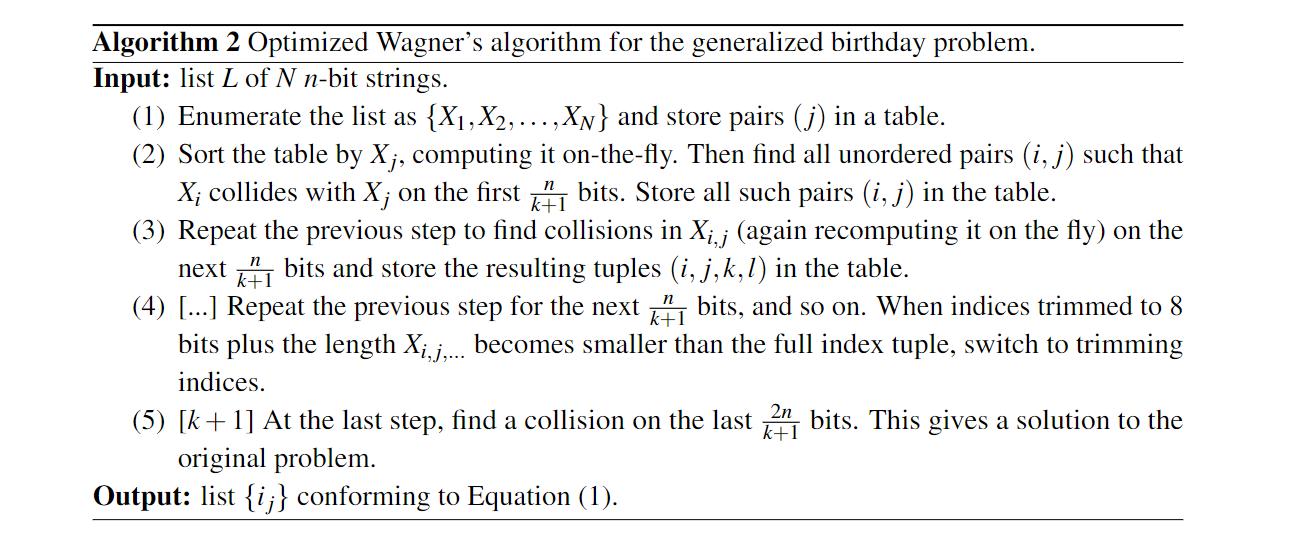 Algorithm 2 Optimized Wagner's algorithm for the generalized birthday problem.
Input: list L of N n-bit strings.
(1) Enumerate the list as {X_1, X_2, ..., X_N} and store pairs (j) in a table.
(2) Sort the table by X_j, computing it on-the-fly. Then find all unordered pairs (i, j) such that
X_i collides with X_j on the first n/(k+1) bits. Store all such pairs (i, j) in the table.
(3) Repeat the previous step to find collisions in X_{i,j} (again recomputing it on the fly) on the
next n/(k+1) bits and store the resulting tuples (i, j, k, l) in the table.
(4) [...] Repeat the previous step for the next n/(k+1) bits, and so on. When indices trimmed to 8
bits plus the length X_{i,j,...} becomes smaller than the full index tuple, switch to trimming
indices.
(5) [k+1] At the last step, find a collision on the last 2n/(k+1) bits. This gives a solution to the
original problem.
Output: list {i_j} conforming to Equation (1).